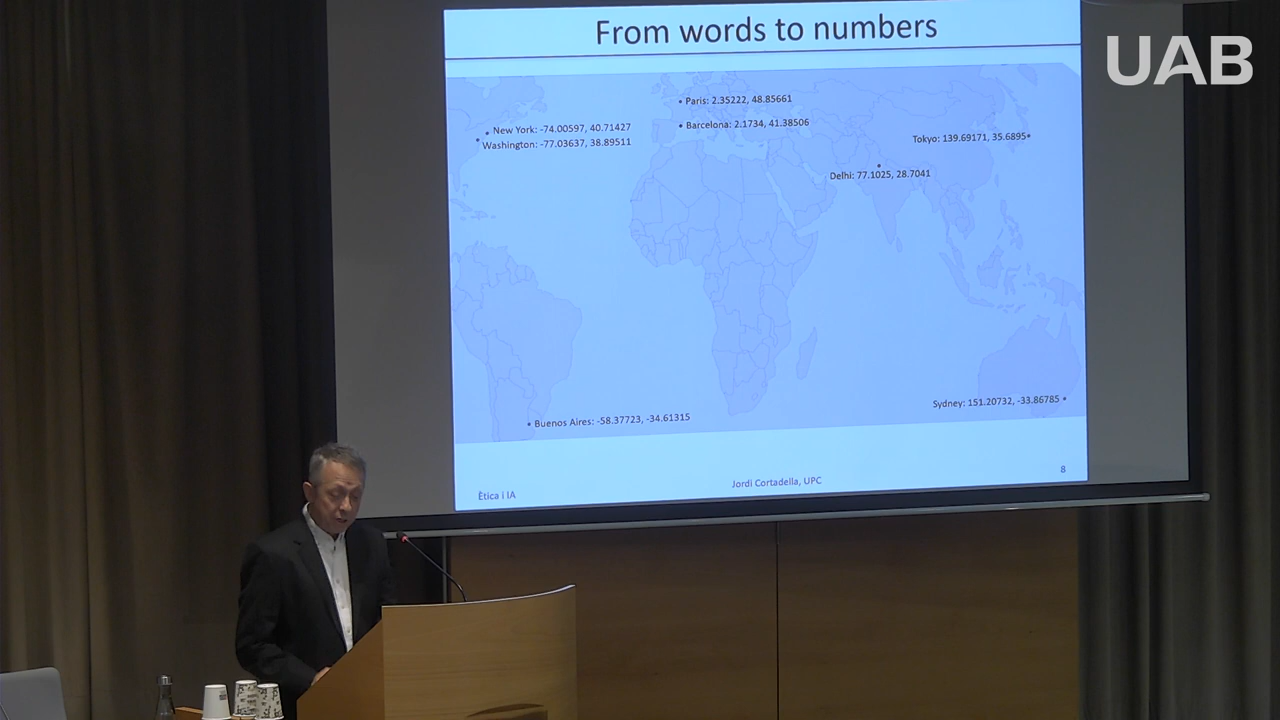 From words to numbers
UAB
Paris: 2.35222, 48.85661
New York: -74.00597, 40.71427
Barcelona: 2.1734, 41.38506
Washington: -77.03637, 38.89511
Tokyo: 139.69171, 35.6895
Delhi: 77.1025, 28.7041
Sydney: 151.20732, -33.86785
Buenos Aires: -58.37723, -34.61315
Ètica i IA
Jordi Cortadella, UPC
8